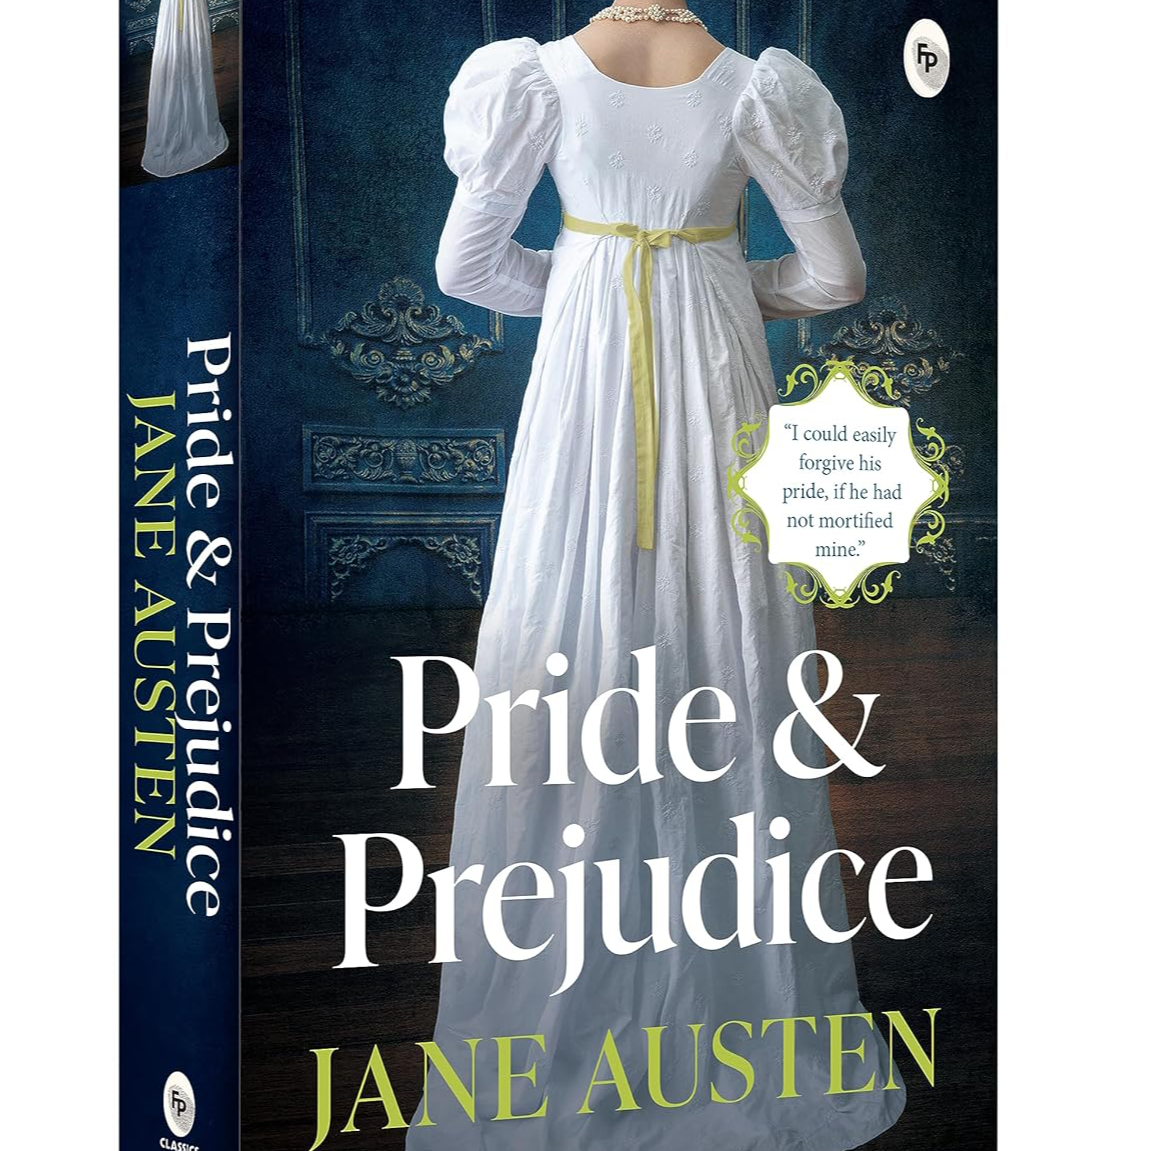 Pride & Prejudice
JANE AUSTEN
FP
CLASSICS
FP
“I could easily
forgive his
pride, if he had
not mortified
mine.”
Pride &
Prejudice
JANE AUSTEN